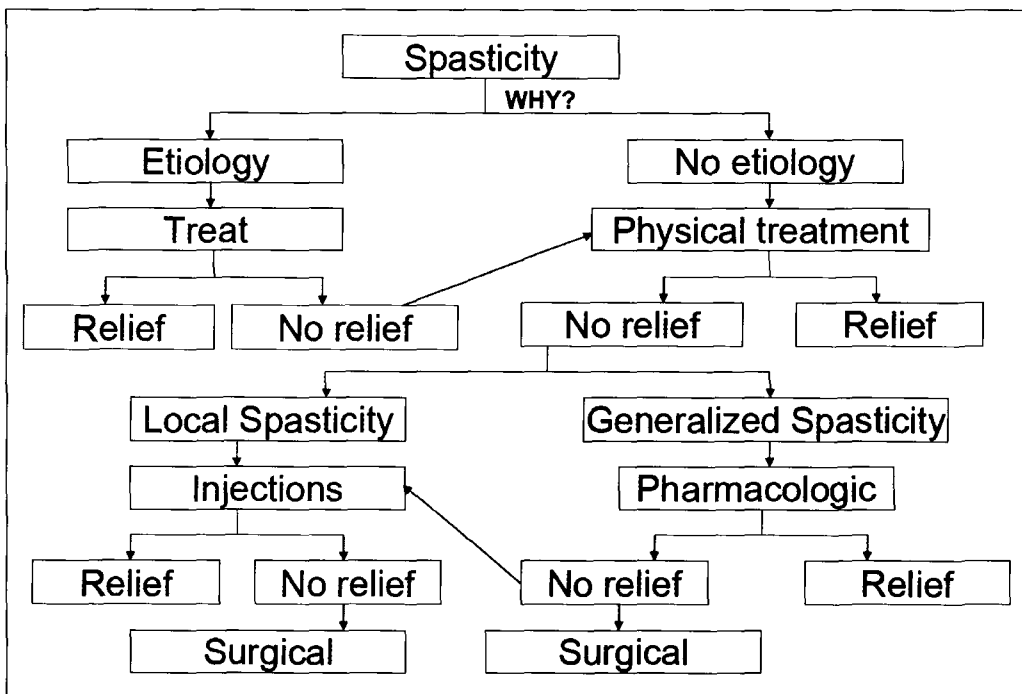 Spasticity
WHY?
Etiology
No etiology
Treat
Physical treatment
Relief
No relief
No relief
Relief
Local Spasticity
Generalized Spasticity
Injections
Pharmacologic
Relief
No relief
No relief
Relief
Surgical
Surgical